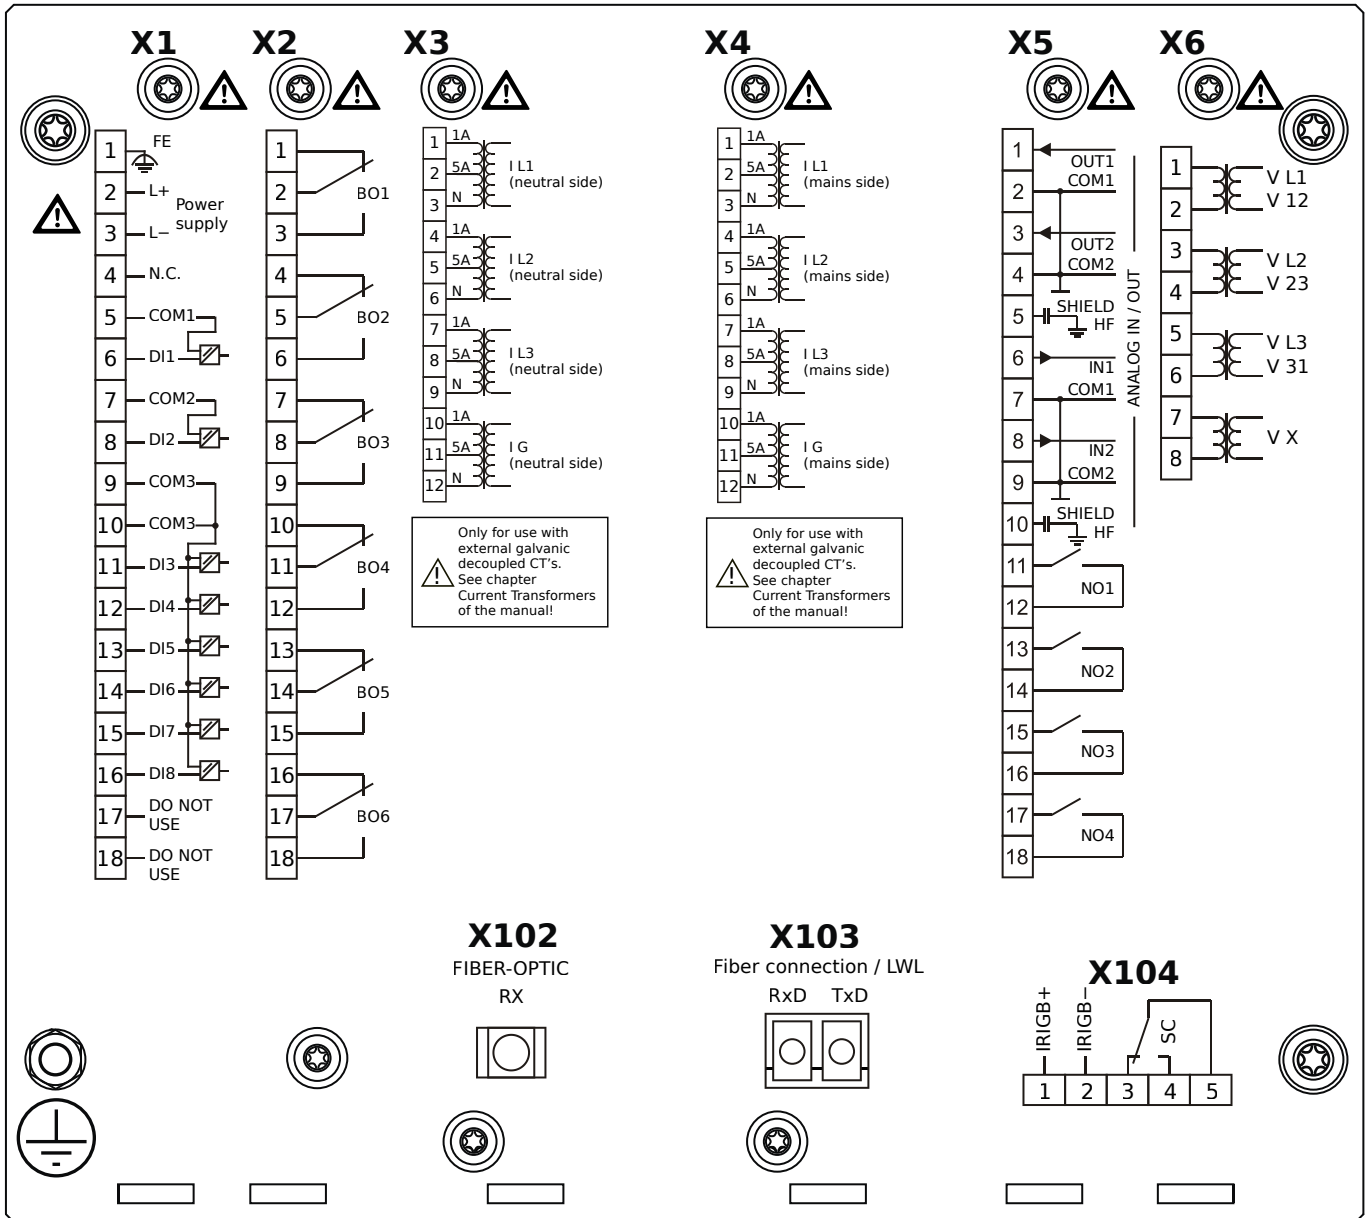 X1
X2
X3
X4
X5
X6
1 FE
2 L+
Power
supply
3 L−
4 N.C.
5 COM1
6 DI1
7 COM2
8 DI2
9 COM3
10 COM3
11 DI3
12 DI4
13 DI5
14 DI6
15 DI7
16 DI8
17 DO NOT
USE
18 DO NOT
USE
1
2 BO1
3
4
5 BO2
6
7
8 BO3
9
10
11 BO4
12
13
14 BO5
15
16
17 BO6
18
1 1A
2 5A I L1
(neutral side)
3 N
4 1A
5 5A I L2
(neutral side)
6 N
7 1A
8 5A I L3
(neutral side)
9 N
10 1A
11 5A I G
(neutral side)
12 N
Only for use with
external galvanic
decoupled CT's.
See chapter
Current Transformers
of the manual!
1 1A
2 5A I L1
(mains side)
3 N
4 1A
5 5A I L2
(mains side)
6 N
7 1A
8 5A I L3
(mains side)
9 N
10 1A
11 5A I G
(mains side)
12 N
Only for use with
external galvanic
decoupled CT's.
See chapter
Current Transformers
of the manual!
1
OUT1
2 COM1
3
OUT2
4 COM2
5 SHIELD
HF
6
IN1
7 COM1
8
IN2
9 COM2
10 SHIELD
HF
ANALOG IN / OUT
11
NO1
12
13
NO2
14
15
NO3
16
17
NO4
18
1
V L1
2 V 12
3
V L2
4 V 23
5
V L3
6 V 31
7
V X
8
X102
FIBER-OPTIC
RX
X103
Fiber connection / LWL
RxD TxD
X104
IRIGB+
IRIGB−
SC
1 2 3 4 5